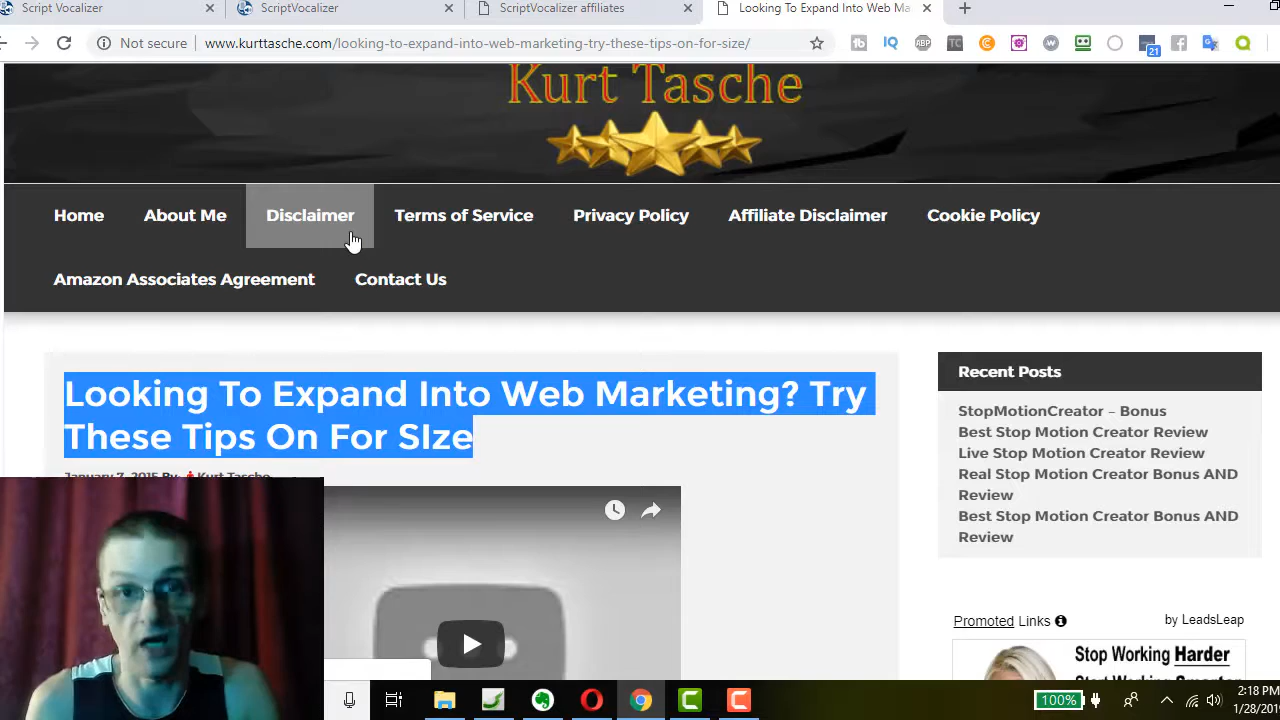 Script Vocalizer
ScriptVocalizer
ScriptVocalizer affiliates
Looking To Expand Into Web Ma
Not secure
www.kurttasche.com/looking-to-expand-into-web-marketing-try-these-tips-on-for-size/
IQ
ABP
TC
21
Kurt Tasche
Home
About Me
Disclaimer
Terms of Service
Privacy Policy
Affiliate Disclaimer
Cookie Policy
Amazon Associates Agreement
Contact Us
Looking To Expand Into Web Marketing? Try
These Tips On For SIze
January 7, 2015 By: Kurt Tasche
Recent Posts
StopMotionCreator – Bonus
Best Stop Motion Creator Review
Live Stop Motion Creator Review
Real Stop Motion Creator Bonus AND
Review
Best Stop Motion Creator Bonus AND
Review
Promoted Links
by LeadsLeap
Stop Working Harder
100%
2:18 PM